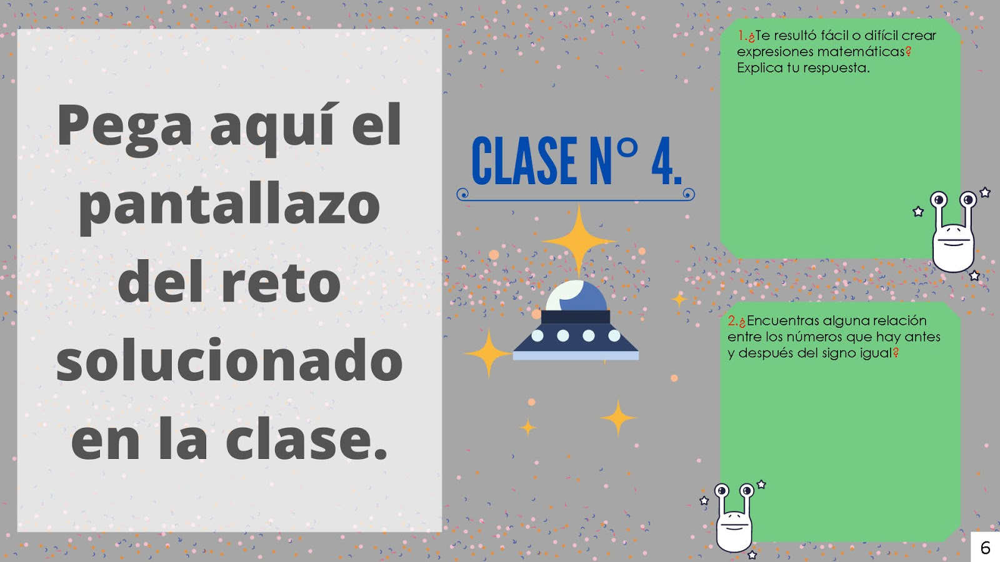 Pega aquí el
pantallazo
del reto
solucionado
en la clase.
CLASE N° 4.
1.¿Te resultó fácil o difícil crear
expresiones matemáticas?
Explica tu respuesta.
2.¿Encuentras alguna relación
entre los números que hay antes
y después del signo igual?
6